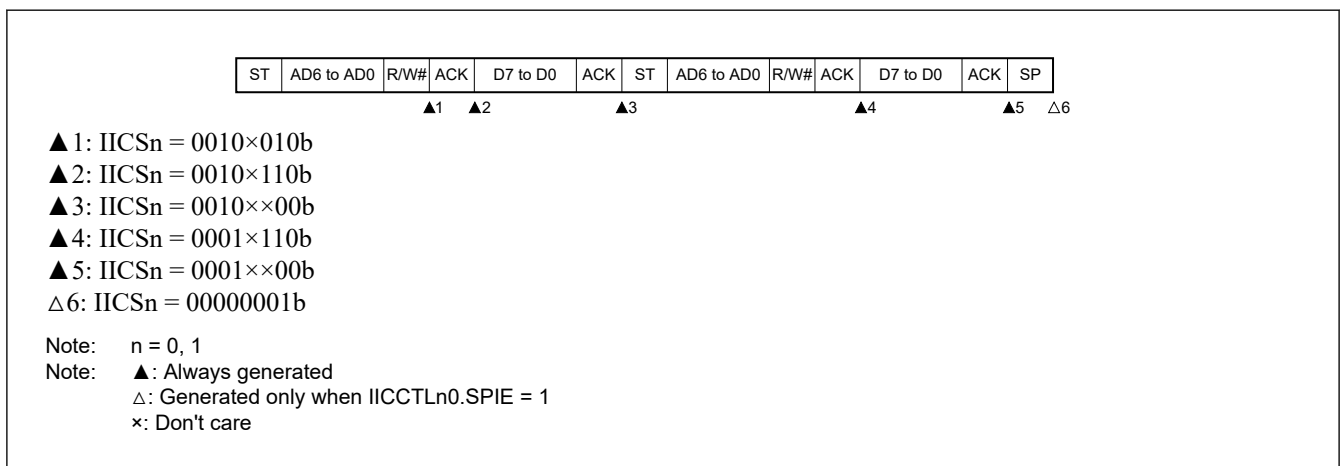 ST AD6 to AD0 R/W# ACK D7 to D0 ACK ST AD6 to AD0 R/W# ACK D7 to D0 ACK SP
▲1 ▲2 ▲3 ▲4 ▲5 △6
▲1: IICSn = 0010×010b
▲2: IICSn = 0010×110b
▲3: IICSn = 0010××00b
▲4: IICSn = 0001×110b
▲5: IICSn = 0001××00b
△6: IICSn = 00000001b
Note: n = 0, 1
Note: ▲: Always generated
△: Generated only when IICCTLn0.SPIE = 1
×: Don't care